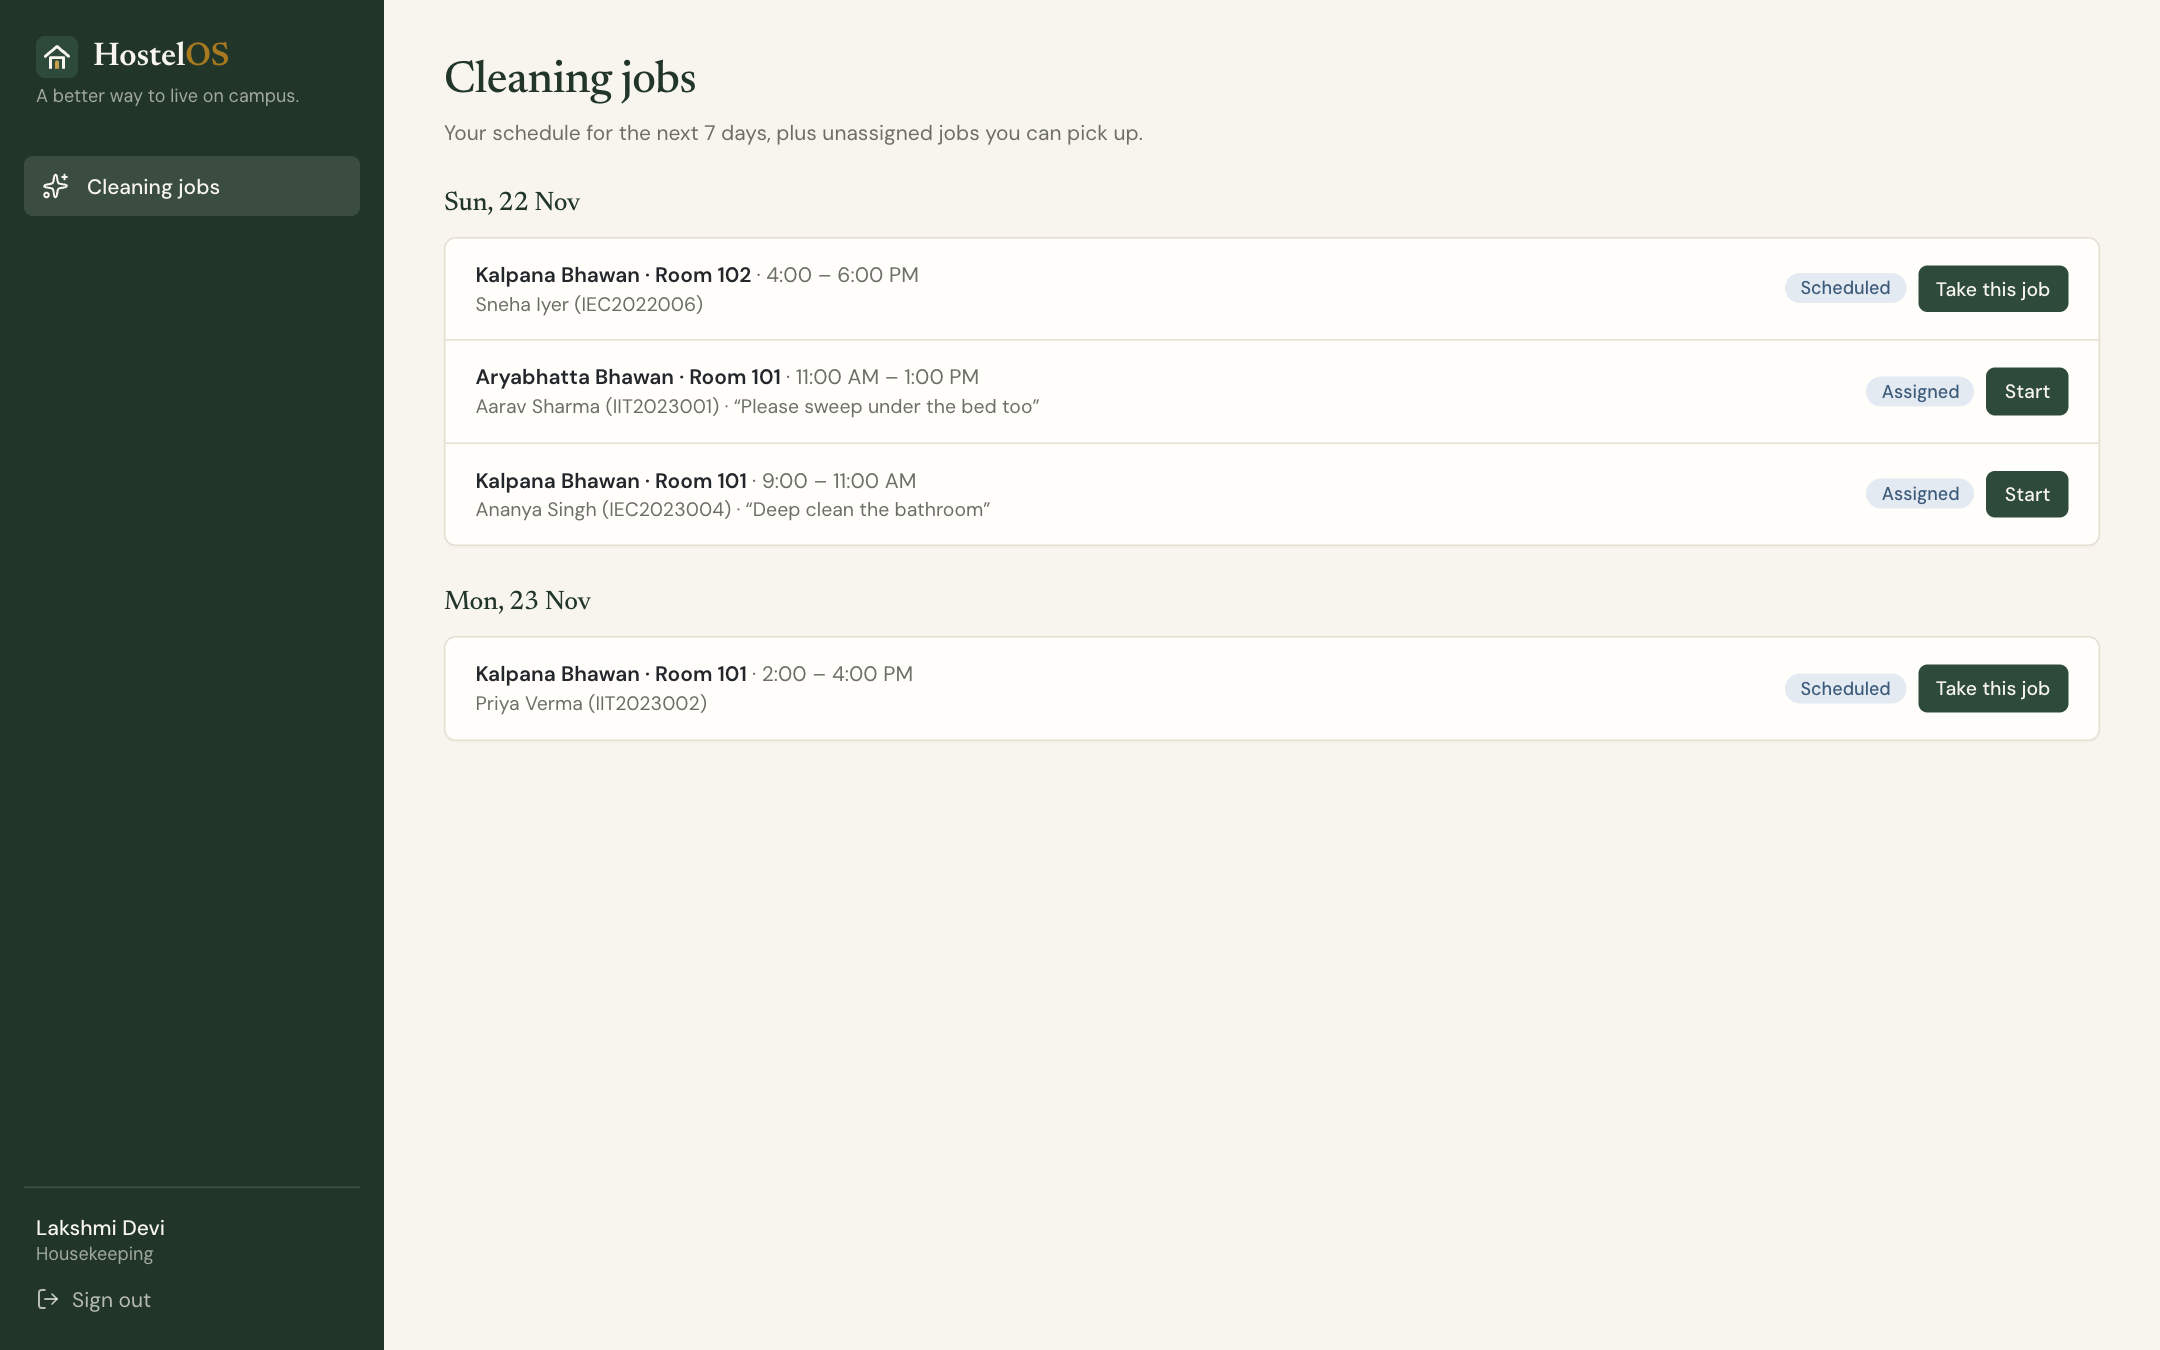 HostelOS
A better way to live on campus.
Cleaning jobs
Lakshmi Devi
Housekeeping
Sign out
Cleaning jobs
Your schedule for the next 7 days, plus unassigned jobs you can pick up.
Sun, 22 Nov
Kalpana Bhawan · Room 102 · 4:00 – 6:00 PM
Sneha Iyer (IEC2022006)
Scheduled
Take this job
Aryabhatta Bhawan · Room 101 · 11:00 AM – 1:00 PM
Aarav Sharma (IIT2023001) · “Please sweep under the bed too”
Assigned
Start
Kalpana Bhawan · Room 101 · 9:00 – 11:00 AM
Ananya Singh (IEC2023004) · “Deep clean the bathroom”
Assigned
Start
Mon, 23 Nov
Kalpana Bhawan · Room 101 · 2:00 – 4:00 PM
Priya Verma (IIT2023002)
Scheduled
Take this job